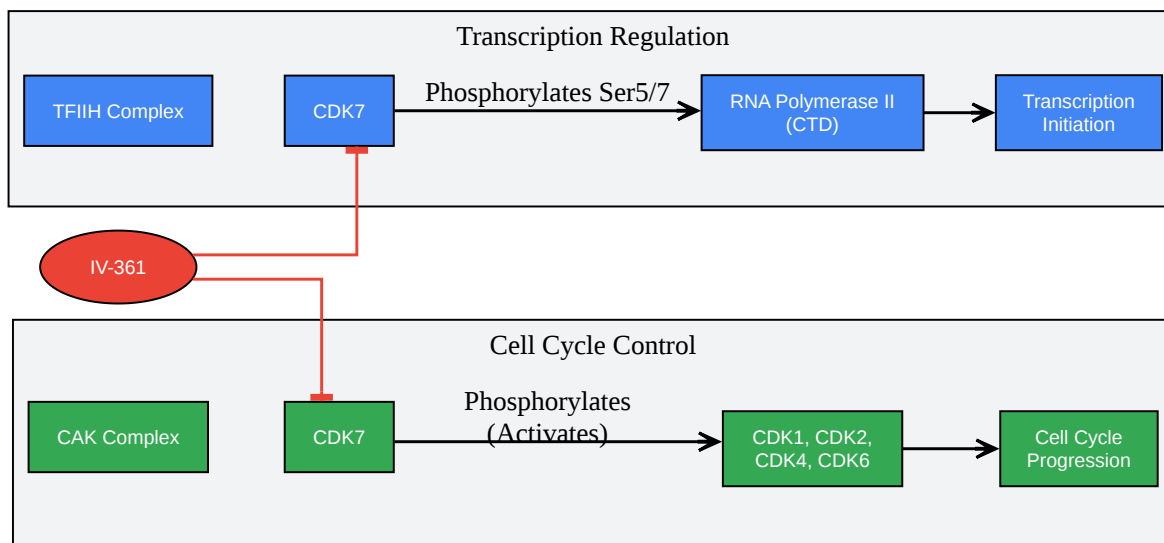 Transcription Regulation
TFIIH Complex
CDK7
Phosphorylates Ser5/7
RNA Polymerase II
(CTD)
Transcription
Initiation
IV-361
Cell Cycle Control
CAK Complex
CDK7
Phosphorylates
(Activates)
CDK1, CDK2,
CDK4, CDK6
Cell Cycle
Progression